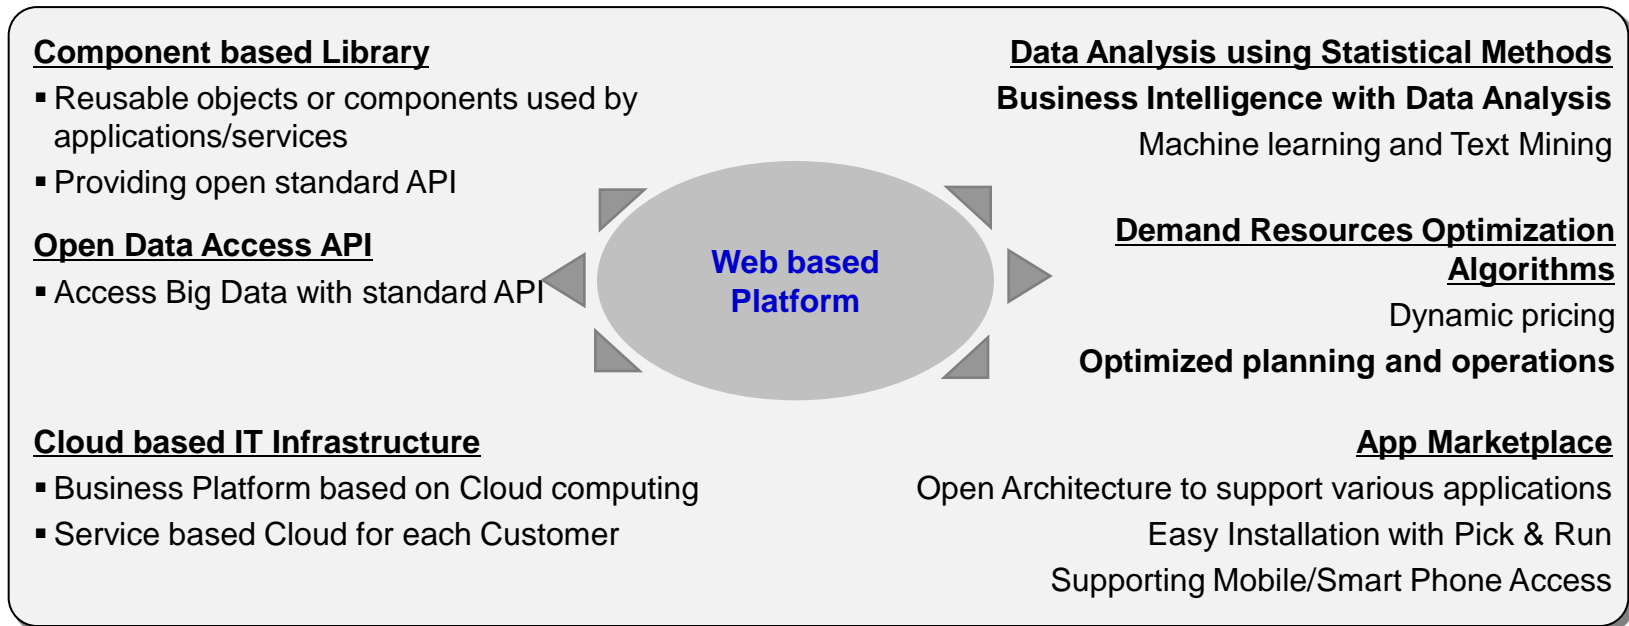 Component based Library
▪ Reusable objects or components used by
applications/services
▪ Providing open standard API
Open Data Access API
▪ Access Big Data with standard API
Cloud based IT Infrastructure
▪ Business Platform based on Cloud computing
▪ Service based Cloud for each Customer
Web based
Platform
Data Analysis using Statistical Methods
Business Intelligence with Data Analysis
Machine learning and Text Mining
Demand Resources Optimization
Algorithms
Dynamic pricing
Optimized planning and operations
App Marketplace
Open Architecture to support various applications
Easy Installation with Pick & Run
Supporting Mobile/Smart Phone Access